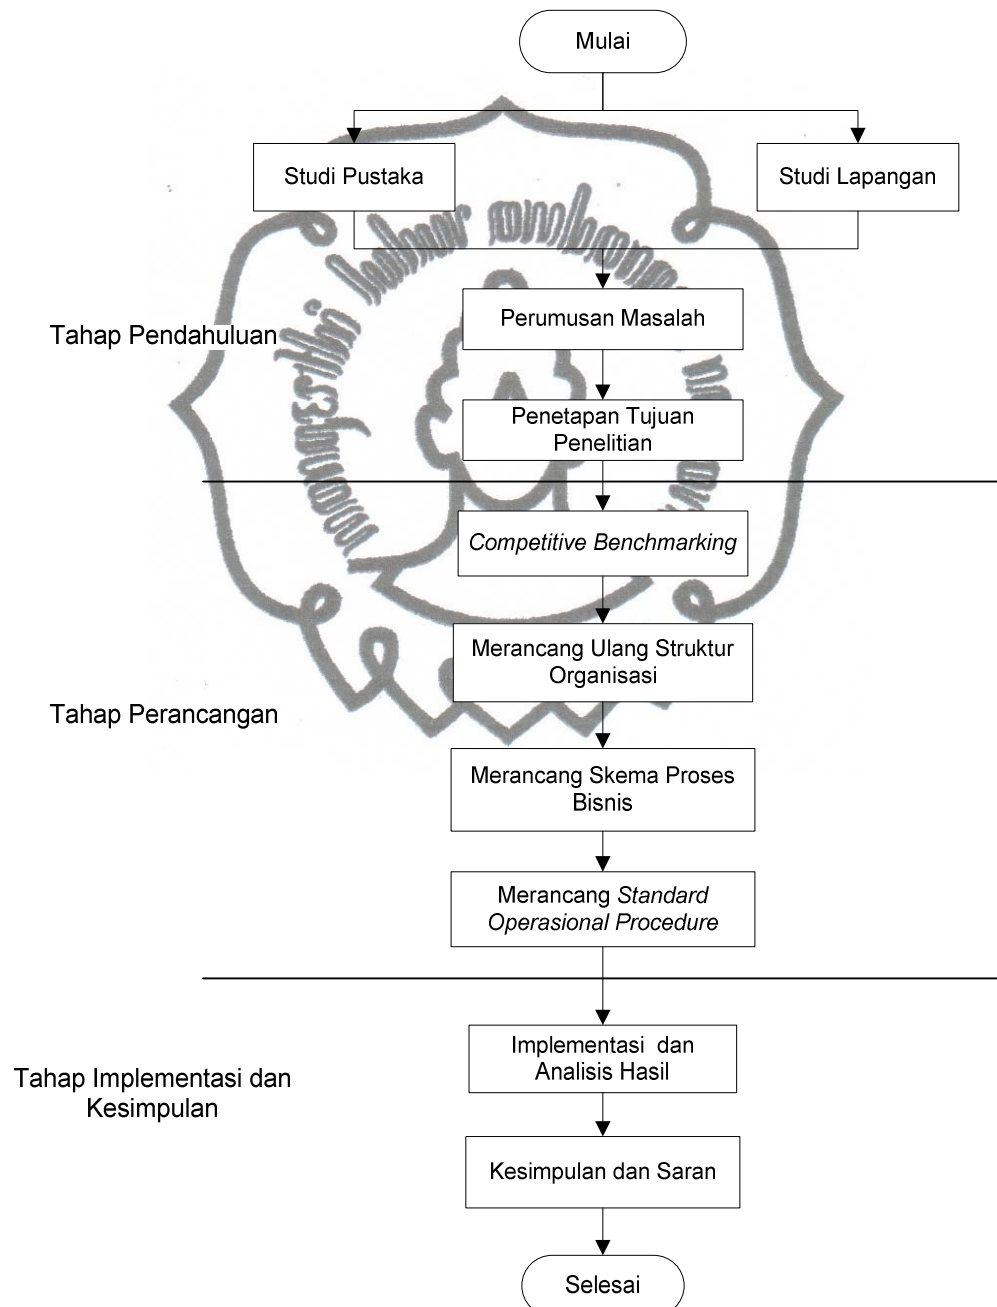 Mulai
Studi Pustaka
Studi Lapangan
Tahap Pendahuluan
Perumusan Masalah
Penetapan Tujuan
Penelitian
Competitive Benchmarking
Merancang Ulang Struktur
Organisasi
Tahap Perancangan
Merancang Skema Proses
Bisnis
Merancang Standard
Operasional Procedure
Tahap Implementasi dan
Kesimpulan
Implementasi dan
Analisis Hasil
Kesimpulan dan Saran
Selesai